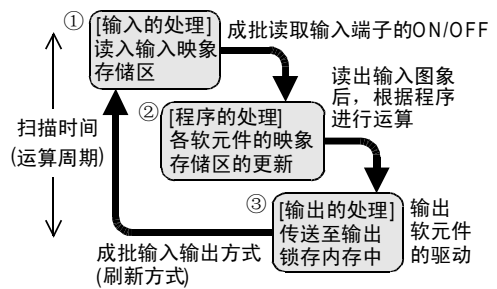 ①
[输入的处理]
读入输入映象
存储区
成批读取输入端子的ON/OFF
读出输入图象
后，根据程序
进行运算
②
[程序的处理]
各软元件的映象
存储区的更新
扫描时间
(运算周期)
③
[输出的处理]
传送至输出
锁存内存中
输出
软元件
的驱动
成批输入输出方式
(刷新方式)